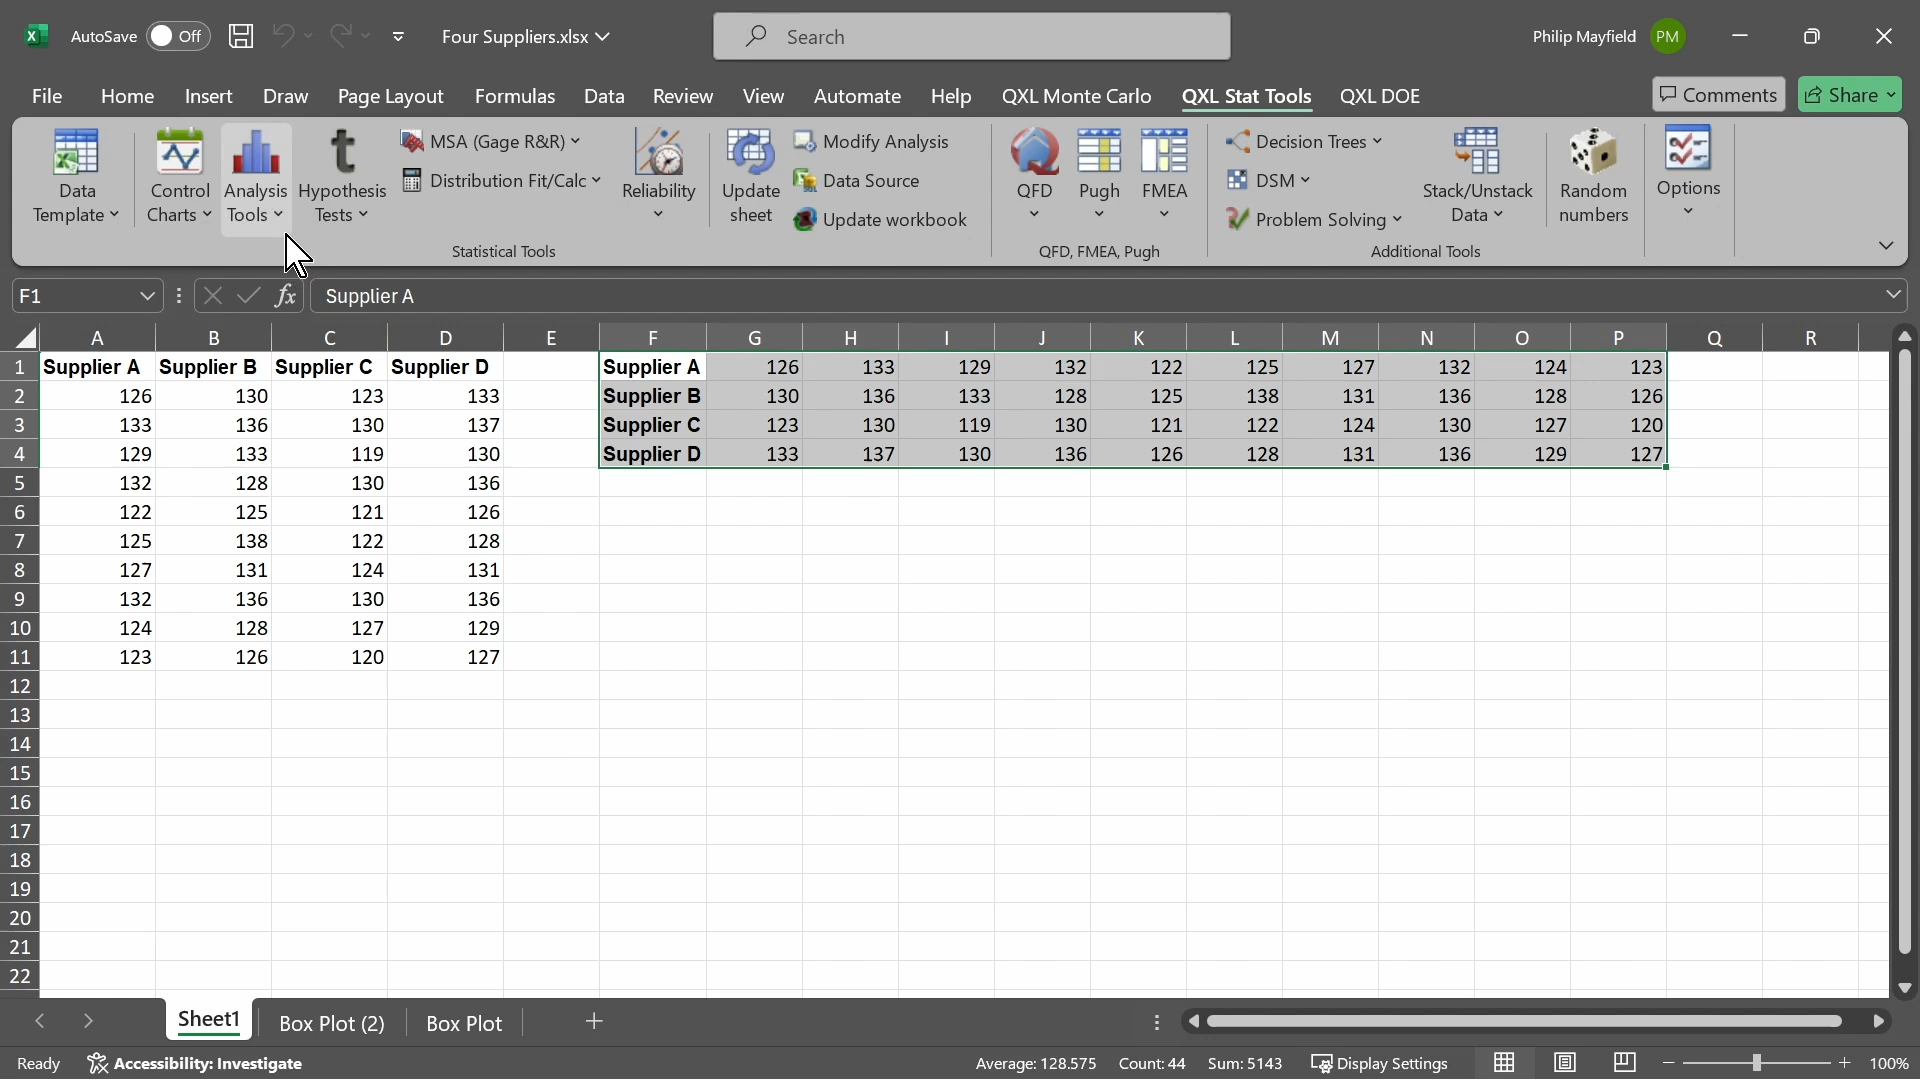 AutoSave Off Four Suppliers.xlsx Search Philip Mayfield PM
File Home Insert Draw Page Layout Formulas Data Review View Automate Help QXL Monte Carlo QXL Stat Tools QXL DOE Comments Share
Data Template
Control Charts
Analysis Tools
Hypothesis Tests
MSA (Gage R&R)
Distribution Fit/Calc
Reliability
Statistical Tools
Update sheet
Modify Analysis
Data Source
Update workbook
QFD Pugh FMEA
QFD, FMEA, Pugh
Decision Trees
DSM
Problem Solving
Stack/Unstack Data
Additional Tools
Random numbers
Options
F1 fx Supplier A
A B C D E F G H I J K L M N O P Q R
1 Supplier A Supplier B Supplier C Supplier D Supplier A 126 133 129 132 122 125 127 132 124 123
2 126 130 123 133 Supplier B 130 136 133 128 125 138 131 136 128 126
3 133 136 130 137 Supplier C 123 130 119 130 121 122 124 130 127 120
4 129 133 119 130 Supplier D 133 137 130 136 126 128 131 136 129 127
5 132 128 130 136
6 122 125 121 126
7 125 138 122 128
8 127 131 124 131
9 132 136 130 136
10 124 128 127 129
11 123 126 120 127
12
13
14
15
16
17
18
19
20
21
22
Sheet1 Box Plot (2) Box Plot
Ready Accessibility: Investigate Average: 128.575 Count: 44 Sum: 5143 Display Settings 100%